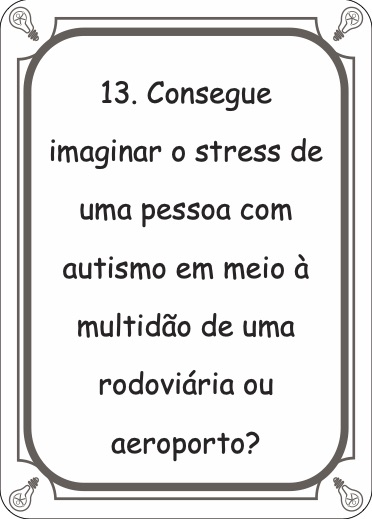 13. Consegue
imaginar o stress de
uma pessoa com
autismo em meio à
multidão de uma
rodoviária ou
aeroporto?